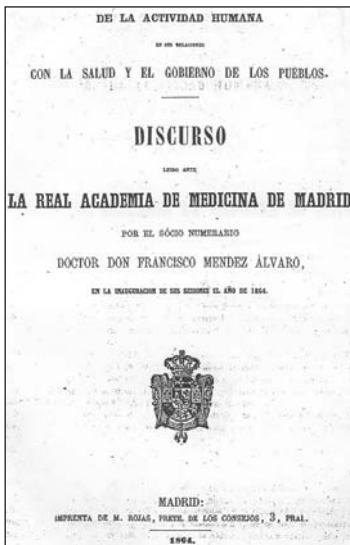 DE LA ACTIVIDAD HUMANA
EN SUS RELACIONES
CON LA SALUD Y EL GOBIERNO DE LOS PUEBLOS.
DISCURSO
LEIDO ANTE
LA REAL ACADEMIA DE MEDICINA DE MADRID
POR EL SÓCIO NUMERARIO
DOCTOR DON FRANCISCO MENDEZ ÁLVARO,
EN LA INAUGURACION DE SUS SESIONES EL AÑO DE 1864.
MADRID:
IMPRENTA DE M. ROJAS, PRETE. DE LOS CONSEJOS, 3, PRAL.
1864.